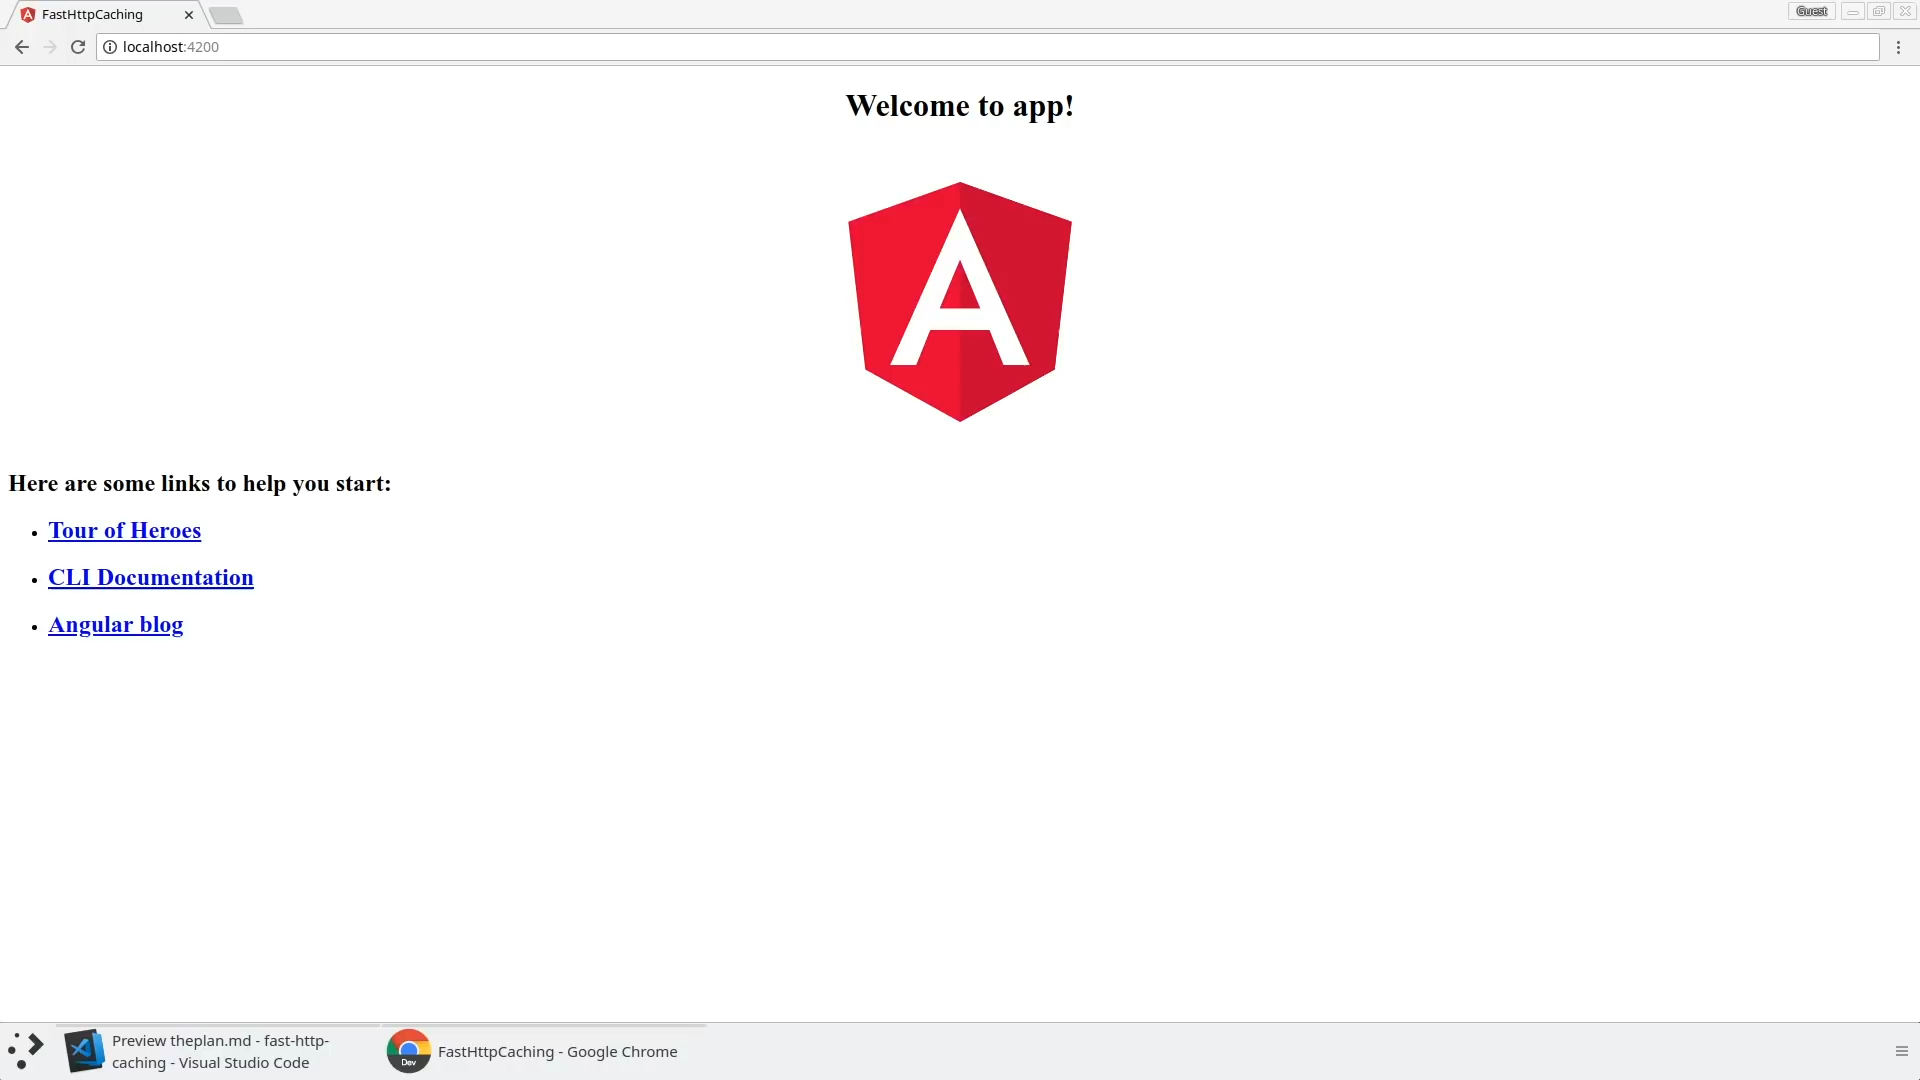 FastHttpCaching
Guest
localhost:4200
Welcome to app!
A
Here are some links to help you start:
Tour of Heroes
CLI Documentation
Angular blog
Preview theplan.md - fast-http-
caching - Visual Studio Code
Dev
FastHttpCaching - Google Chrome